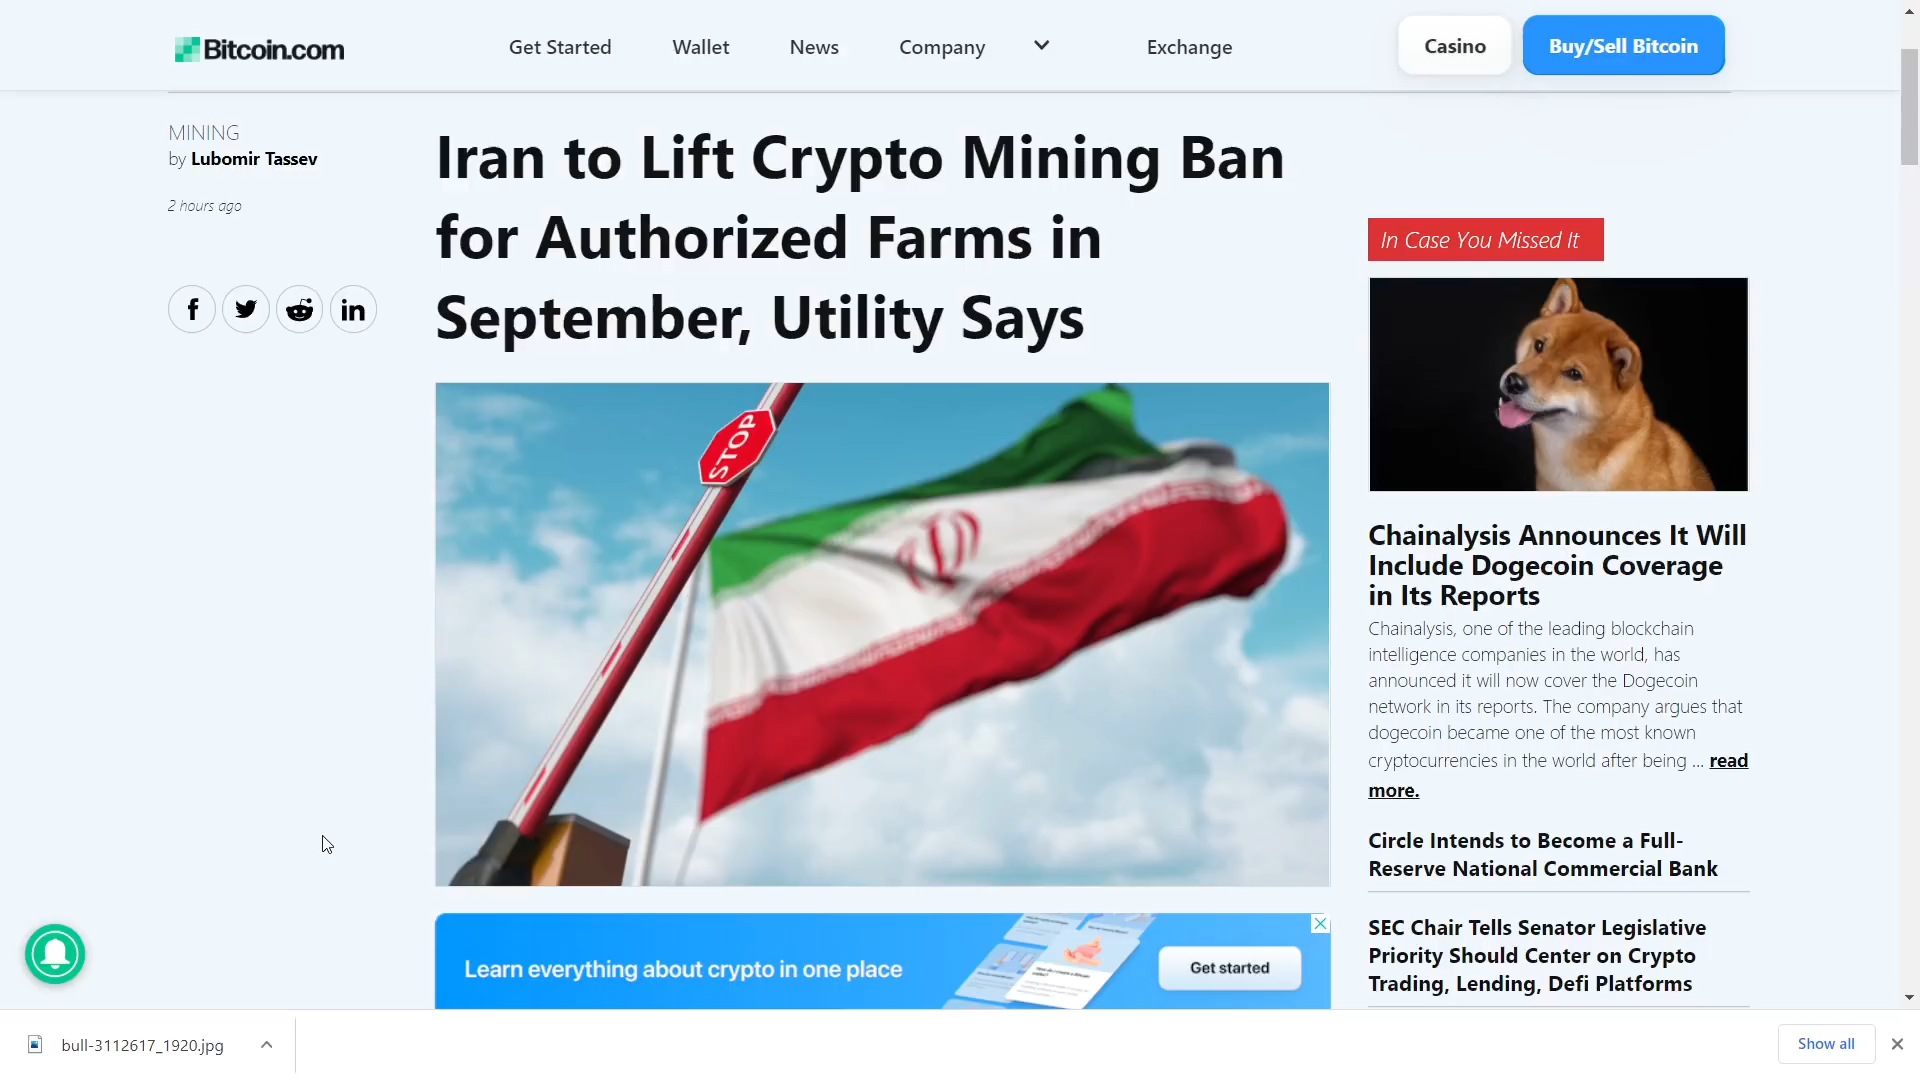 Bitcoin.com
Get Started
Wallet
News
Company
Exchange
Casino
Buy/Sell Bitcoin
MINING
by Lubomir Tassev
2 hours ago
Iran to Lift Crypto Mining Ban
for Authorized Farms in
September, Utility Says
STOP
In Case You Missed It
Chainalysis Announces It Will
Include Dogecoin Coverage
in Its Reports
Chainalysis, one of the leading blockchain
intelligence companies in the world, has
announced it will now cover the Dogecoin
network in its reports. The company argues that
dogecoin became one of the most known
cryptocurrencies in the world after being ... read
more.
Circle Intends to Become a Full-
Reserve National Commercial Bank
SEC Chair Tells Senator Legislative
Priority Should Center on Crypto
Trading, Lending, Defi Platforms
Learn everything about crypto in one place
Get started
bull-3112617_1920.jpg
Show all